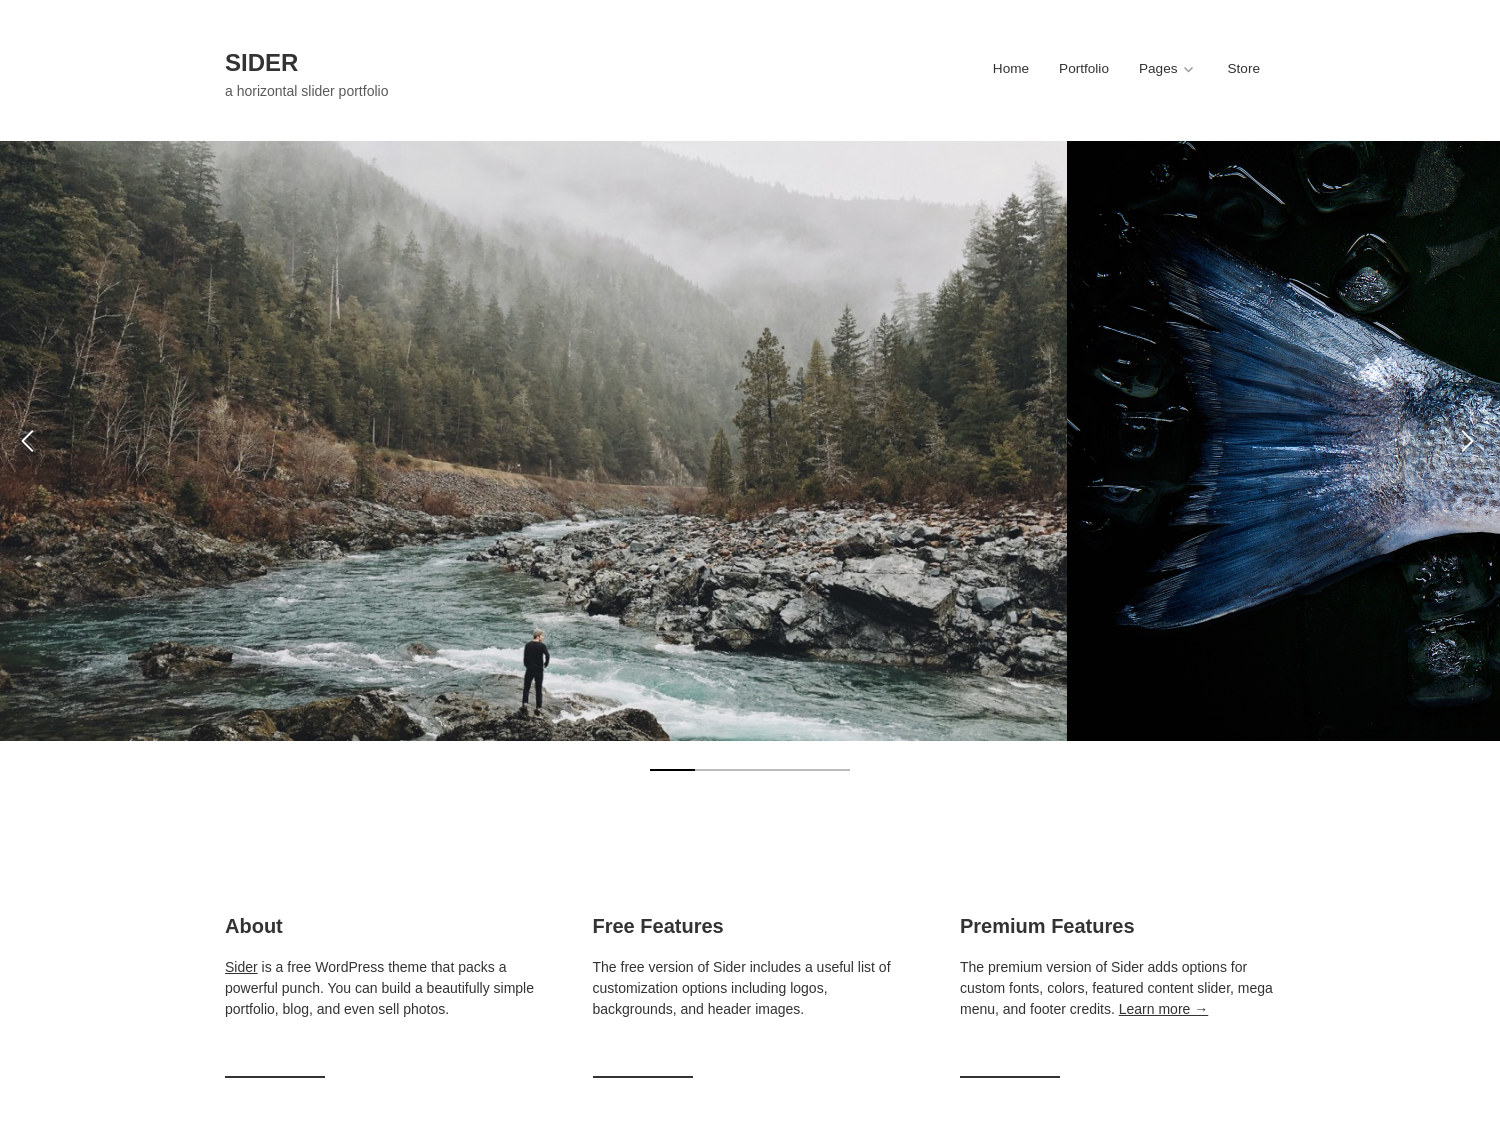 SIDER
a horizontal slider portfolio
Home Portfolio Pages Store
About
Sider is a free WordPress theme that packs a
powerful punch. You can build a beautifully simple
portfolio, blog, and even sell photos.
Free Features
The free version of Sider includes a useful list of
customization options including logos,
backgrounds, and header images.
Premium Features
The premium version of Sider adds options for
custom fonts, colors, featured content slider, mega
menu, and footer credits. Learn more →